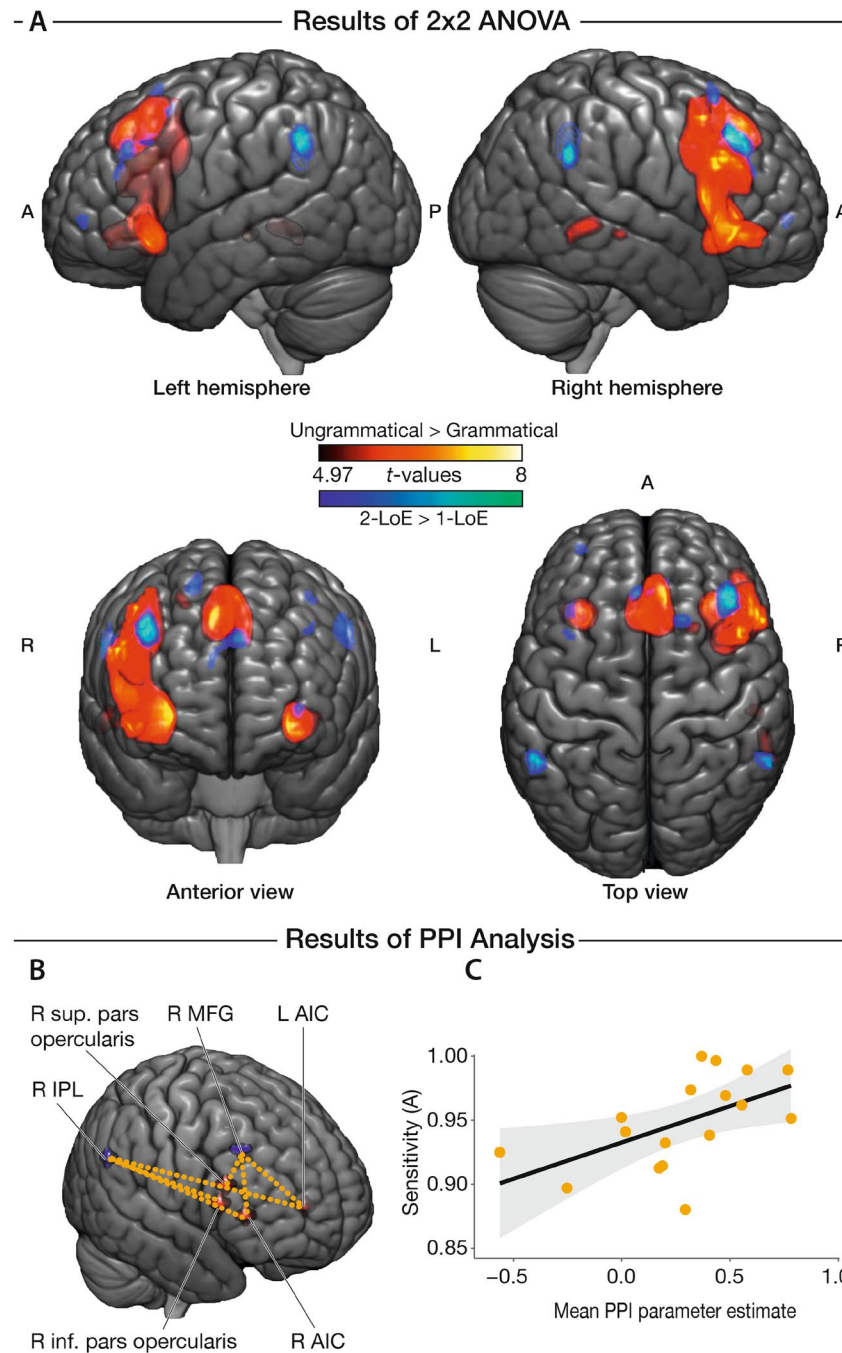 A Results of 2x2 ANOVA
A P A
Left hemisphere Right hemisphere
Ungrammatical > Grammatical
4.97 t-values 8
2-LoE > 1-LoE
A
R L
Anterior view Top view
Results of PPI Analysis
B C
R sup. pars
opercularis
R MFG L AIC
R IPL
R inf. pars opercularis R AIC
Sensitivity (A)
1.00
0.95
0.90
0.85
−0.5 0.0 0.5
Mean PPI parameter estimate